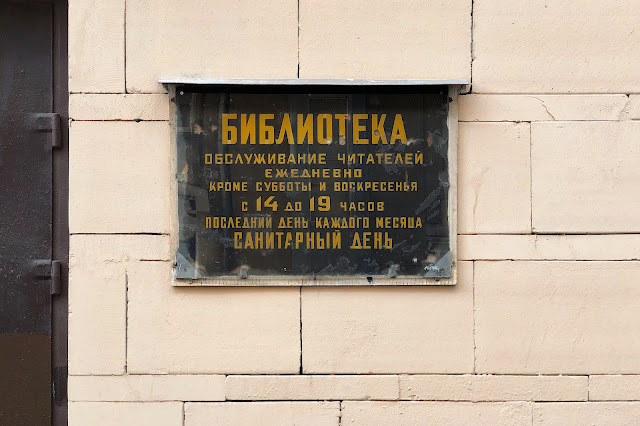 БИБЛИОТЕКА
ОБСЛУЖИВАНИЕ ЧИТАТЕЛЕЙ
ЕЖЕДНЕВНО
КРОМЕ СУББОТЫ И ВОСКРЕСЕНЬЯ
С 14 ДО 19 ЧАСОВ
ПОСЛЕДНИЙ ДЕНЬ КАЖДОГО МЕСЯЦА
САНИТАРНЫЙ ДЕНЬ